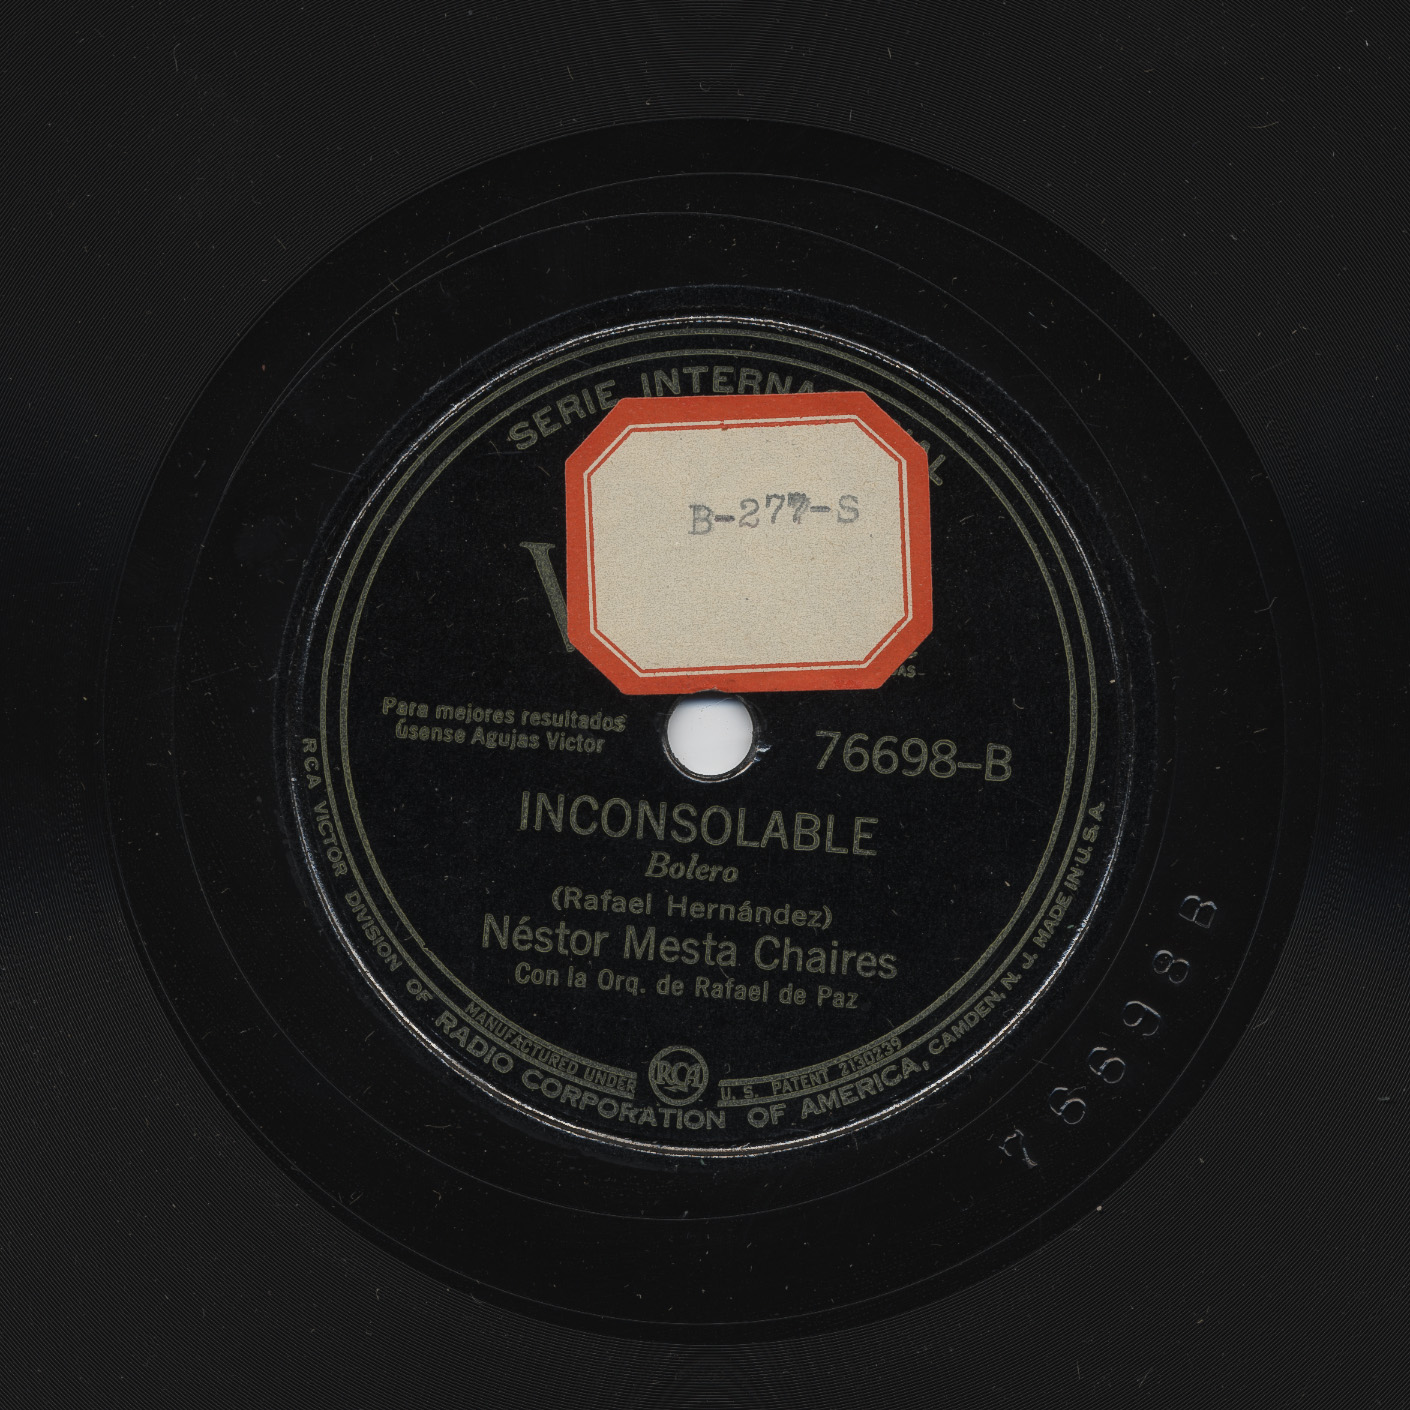 SERIE INTERNA
B-277-S
Para mejores resultados
úsense Agujas Victor
76698-B
INCONSOLABLE
Bolero
(Rafael Hernández)
Néstor Mesta Chaires
Con la Orq. de Rafael de Paz
MANUFACTURED UNDER
RCA
U. S. PATENT 2130239
RCA VICTOR DIVISION OF RADIO CORPORATION OF AMERICA, CAMDEN, N. J. MADE IN U. S. A.
76698B